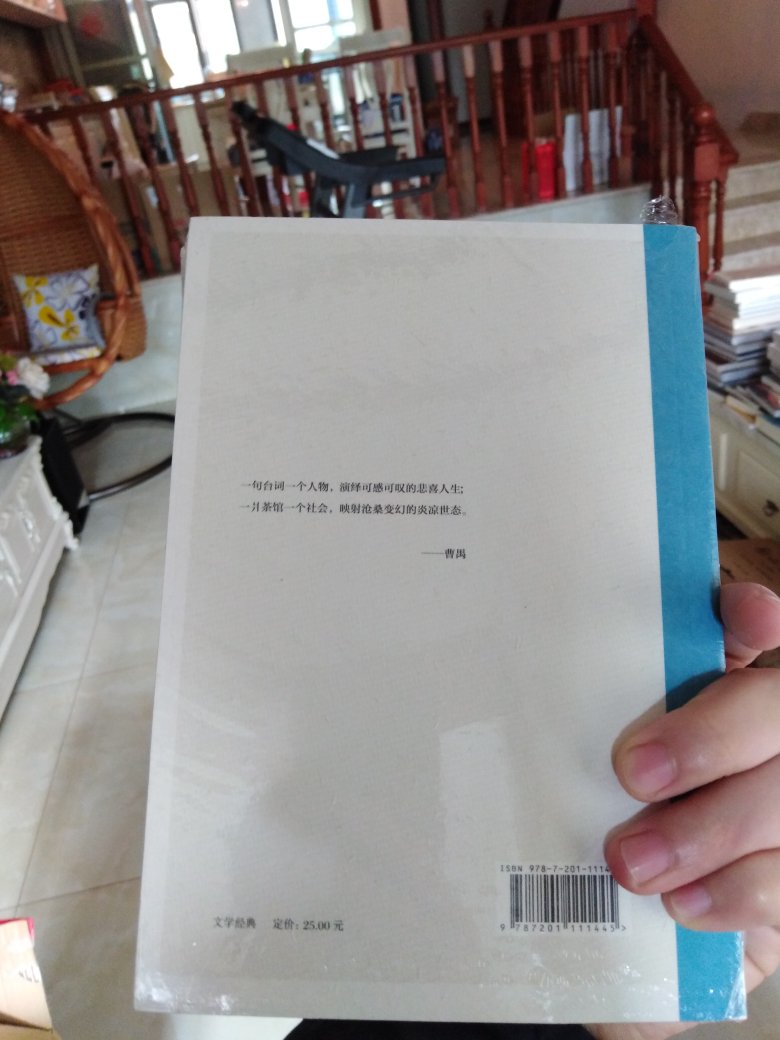 一句台词一个人物，演绎可感可叹的悲喜人生；
一爿茶馆一个社会，映射沧桑变幻的炎凉世态。
——曹禺
ISBN 978-7-201-1114
9 787201 111445 >
文学经典 定价：25.00 元